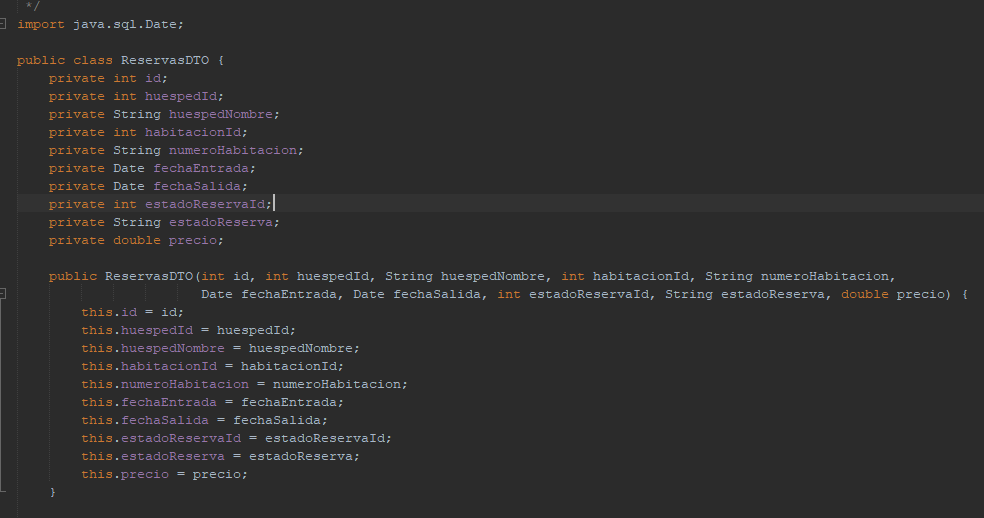 */
import java.sql.Date;
public class ReservasDTO {
private int id;
private int huespedId;
private String huespedNombre;
private int habitacionId;
private String numeroHabitacion;
private Date fechaEntrada;
private Date fechaSalida;
private int estadoReservaId;
private String estadoReserva;
private double precio;
public ReservasDTO(int id, int huespedId, String huespedNombre, int habitacionId, String numeroHabitacion,
Date fechaEntrada, Date fechaSalida, int estadoReservaId, String estadoReserva, double precio) {
this.id = id;
this.huespedId = huespedId;
this.huespedNombre = huespedNombre;
this.habitacionId = habitacionId;
this.numeroHabitacion = numeroHabitacion;
this.fechaEntrada = fechaEntrada;
this.fechaSalida = fechaSalida;
this.estadoReservaId = estadoReservaId;
this.estadoReserva = estadoReserva;
this.precio = precio;
}